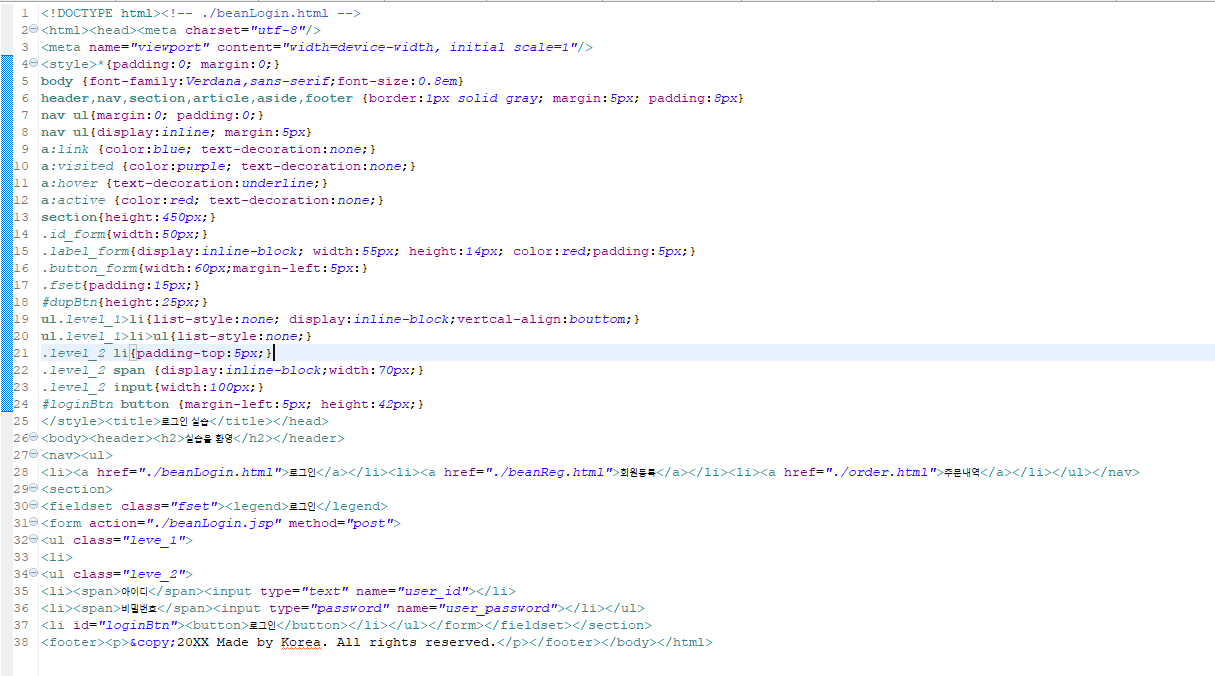 1 <!DOCTYPE html><!-- ./beanLogin.html -->
2 <html><head><meta charset="utf-8"/>
3 <meta name="viewport" content="width=device-width, initial scale=1"/>
4 <style>*{padding:0; margin:0;}
5 body {font-family:Verdana,sans-serif;font-size:0.8em}
6 header,nav,section,article,aside,footer {border:1px solid gray; margin:5px; padding:8px}
7 nav ul{margin:0; padding:0;}
8 nav ul{display:inline; margin:5px}
9 a:link {color:blue; text-decoration:none;}
10 a:visited {color:purple; text-decoration:none;}
11 a:hover {text-decoration:underline;}
12 a:active {color:red; text-decoration:none;}
13 section{height:450px;}
14 .id_form{width:50px;}
15 .label_form{display:inline-block; width:55px; height:14px; color:red;padding:5px;}
16 .button_form{width:60px;margin-left:5px:}
17 .fset{padding:15px;}
18 #dupBtn{height:25px;}
19 ul.level_1>li{list-style:none; display:inline-block;vertcal-align:bouttom;}
20 ul.level_1>li>ul{list-style:none;}
21 .level_2 li{padding-top:5px;}
22 .level_2 span {display:inline-block;width:70px;}
23 .level_2 input{width:100px;}
24 #loginBtn button {margin-left:5px; height:42px;}
25 </style><title>로그인 실습</title></head>
26 <body><header><h2>실습을 환영</h2></header>
27 <nav><ul>
28 <li><a href="./beanLogin.html">로그인</a></li><li><a href="./beanReg.html">회원등록</a></li><li><a href="./order.html">주문내역</a></li></ul></nav>
29 <section>
30 <fieldset class="fset"><legend>로그인</legend>
31 <form action="./beanLogin.jsp" method="post">
32 <ul class="leve_1">
33 <li>
34 <ul class="leve_2">
35 <li><span>아이디</span><input type="text" name="user_id"></li>
36 <li><span>비밀번호</span><input type="password" name="user_password"></li></ul>
37 <li id="loginBtn"><button>로그인</button></li></ul></form></fieldset></section>
38 <footer><p>&copy;20XX Made by Korea. All rights reserved.</p></footer></body></html>